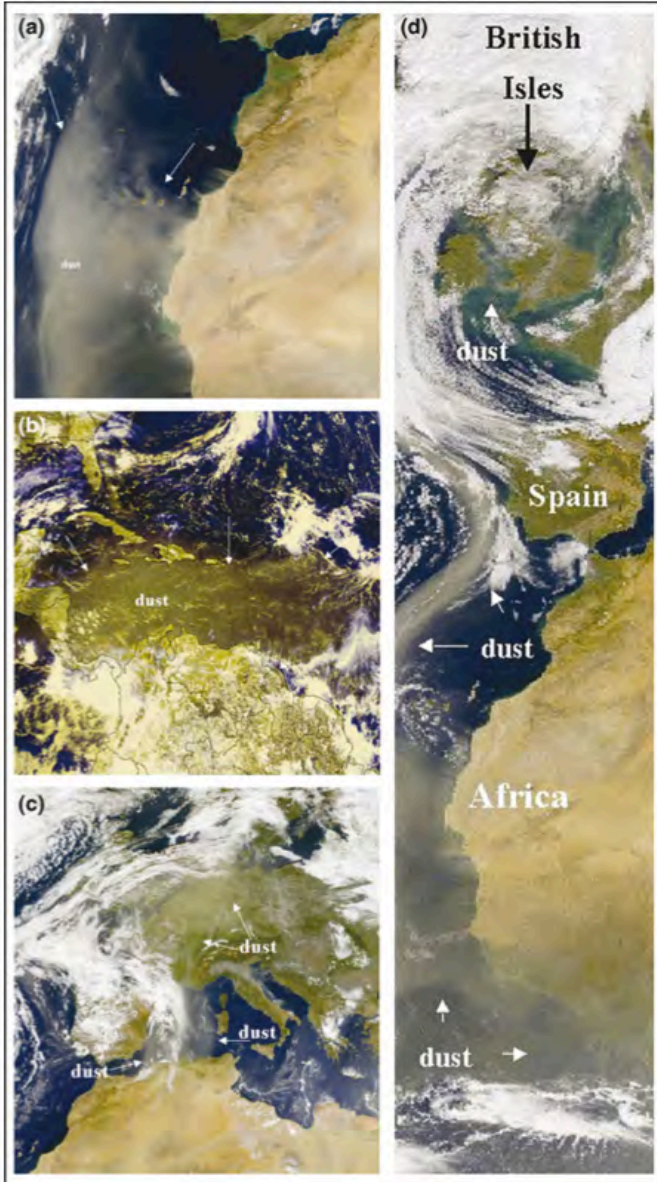 (a)
dust
(b)
dust
(c)
dust
dust
dust
(d)
British
Isles
dust
Spain
dust
Africa
dust